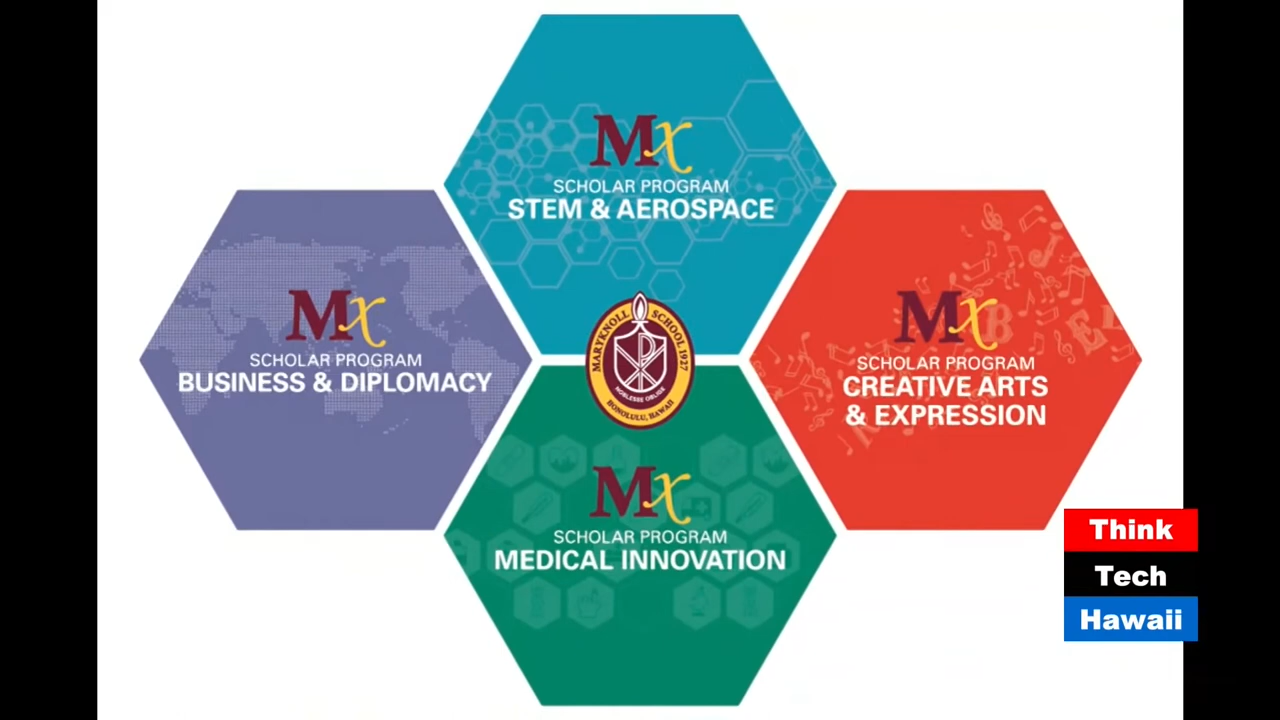 Mx
SCHOLAR PROGRAM
STEM & AEROSPACE
Mx
SCHOLAR PROGRAM
BUSINESS & DIPLOMACY
MARYKNOLL SCHOOL 1927
NOBLESSE OBLIGE
HONOLULU, HAWAII
Mx
SCHOLAR PROGRAM
CREATIVE ARTS
& EXPRESSION
Mx
SCHOLAR PROGRAM
MEDICAL INNOVATION
Think
Tech
Hawaii